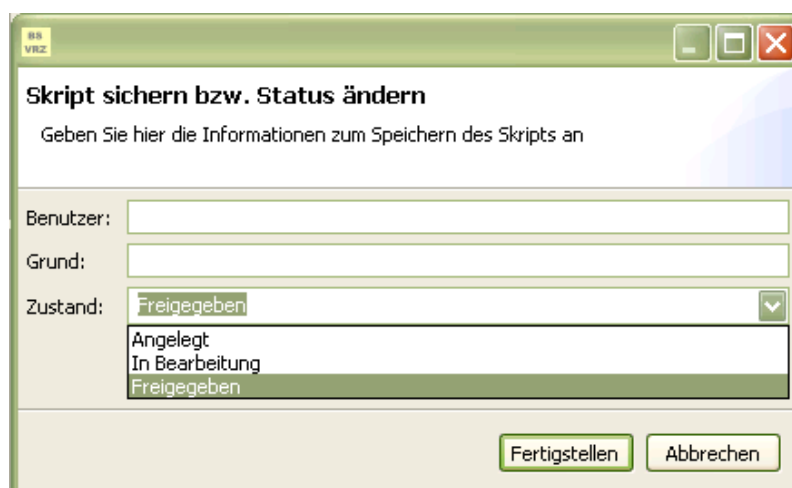 BS
VRZ
Skript sichern bzw. Status ändern
Geben Sie hier die Informationen zum Speichern des Skripts an
Benutzer:
Grund:
Zustand: Freigegeben
Angelegt
In Bearbeitung
Freigegeben
Fertigstellen Abbrechen